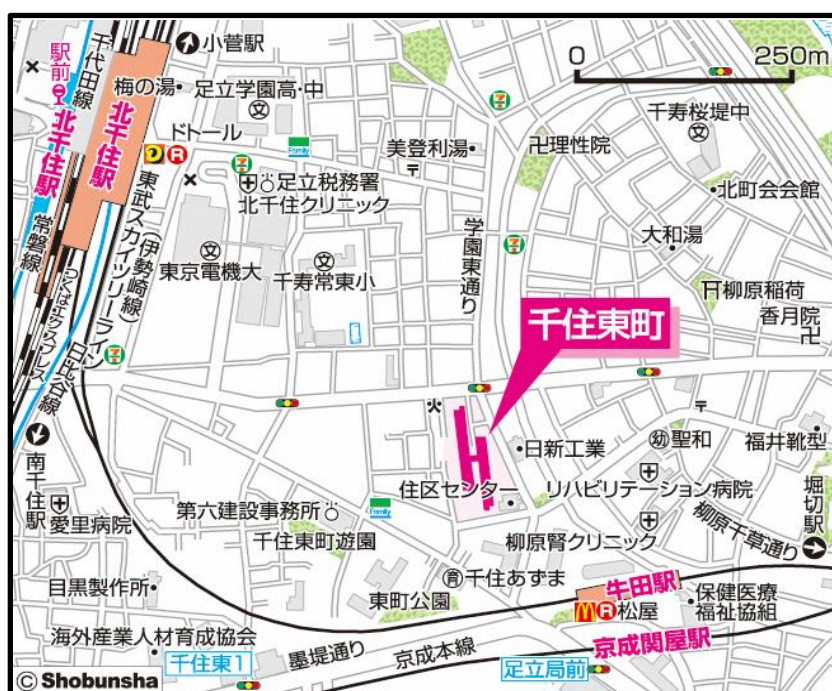 小菅駅
0 250m
千代田線
駅前
梅の湯
足立学園高・中
北千住駅
北千住駅
ドトール
美登利湯
千寿桜堤中
卍理性院
足立税務署
北千住クリニック
北町会会館
東武スカイツリーライン
(伊勢崎線)
常磐線
東京電機大
千寿常東小
学園東通り
大和湯
柳原稲荷
香月院
つくばエクスプレス
日比谷線
千住東町
日新工業
聖和
福井靴型
南千住駅
愛里病院
第六建設事務所
住区センター
リハビリテーション病院
堀切駅
千住東町遊園
柳原腎クリニック
柳原千草通り
目黒製作所
千住あずま
牛田駅
東町公園
松屋
保健医療
福祉協組
海外産業人材育成協会
墨堤通り
京成本線
京成関屋駅
千住東1
足立局前
© Shobunsha